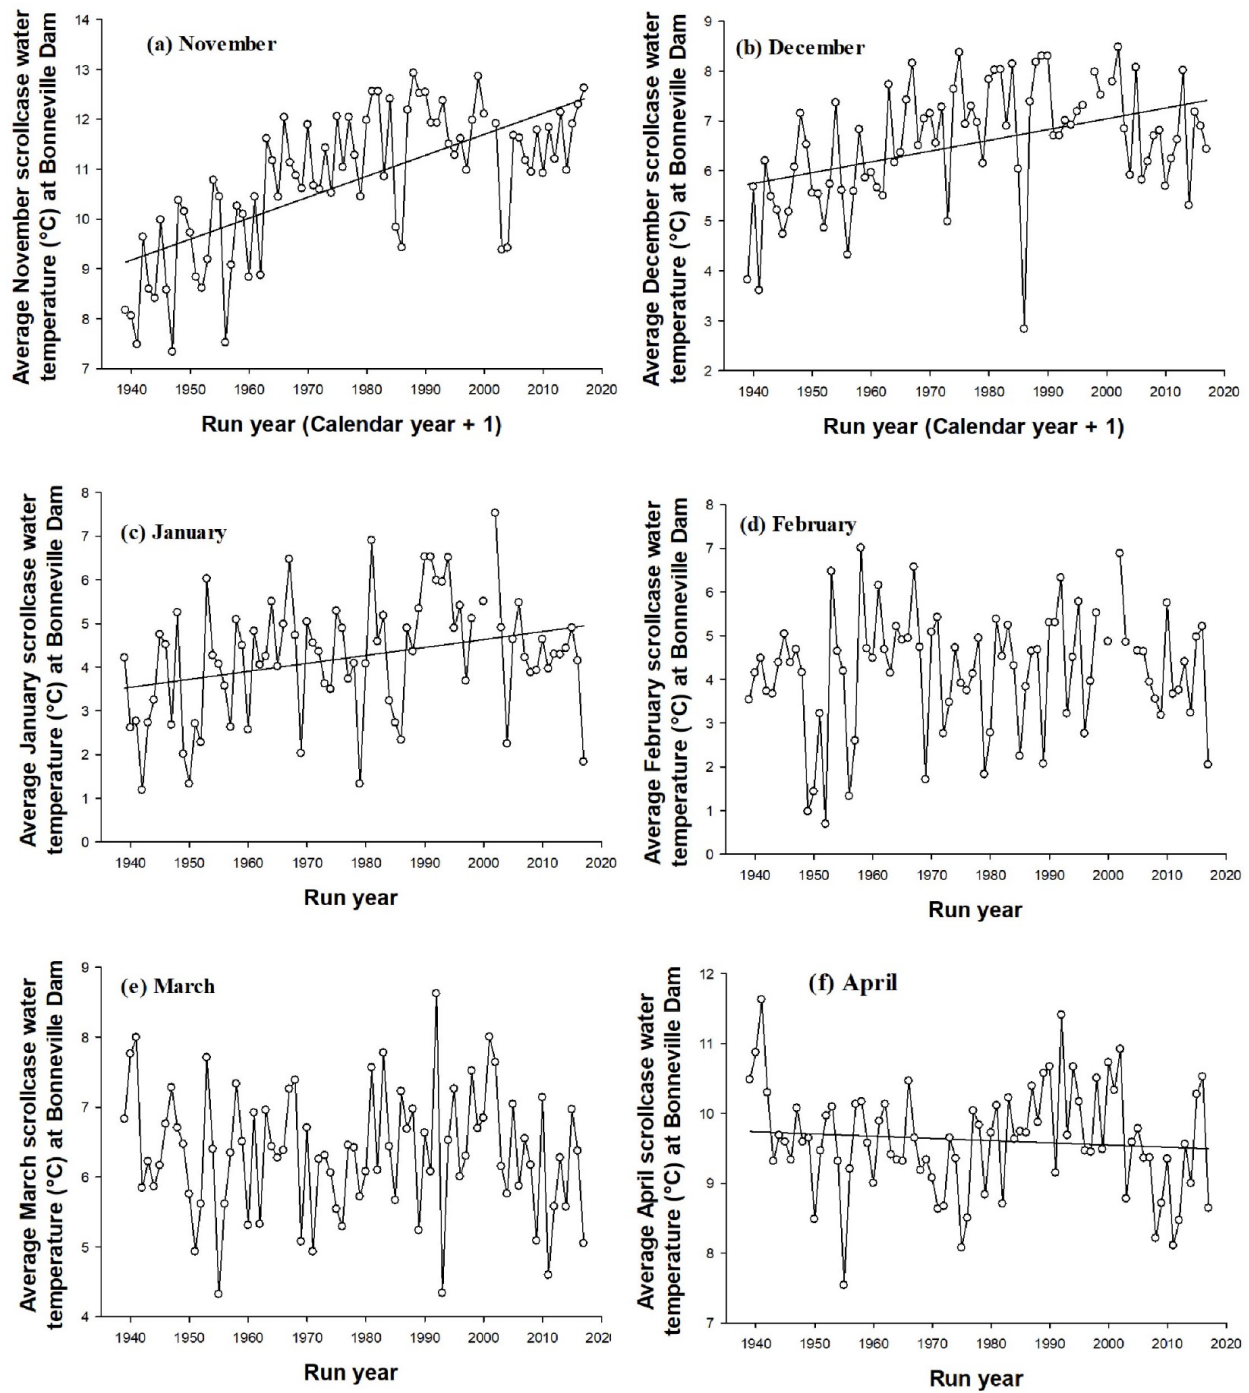 (a) November
Average November scrollcase water
temperature (°C) at Bonneville Dam
14
13
12
11
10
9
8
7
1940 1950 1960 1970 1980 1990 2000 2010 2020
Run year (Calendar year + 1)
(b) December
Average December scrollcase water
temperature (°C) at Bonneville Dam
9
8
7
6
5
4
3
2
1940 1950 1960 1970 1980 1990 2000 2010 2020
Run year (Calendar year + 1)
(c) January
Average January scrollcase water
temperature (°C) at Bonneville Dam
8
7
6
5
4
3
2
1
0
1940 1950 1960 1970 1980 1990 2000 2010 2020
Run year
(d) February
Average February scrollcase water
temperature (°C) at Bonneville Dam
8
7
6
5
4
3
2
1
0
1940 1950 1960 1970 1980 1990 2000 2010 2020
Run year
(e) March
Average March scrollcase water
temperature (°C) at Bonneville Dam
9
8
7
6
5
4
1940 1950 1960 1970 1980 1990 2000 2010 202
Run year
(f) April
Average April scrollcase water
temperature (°C) at Bonneville Dam
12
11
10
9
8
7
1940 1950 1960 1970 1980 1990 2000 2010 2020
Run year